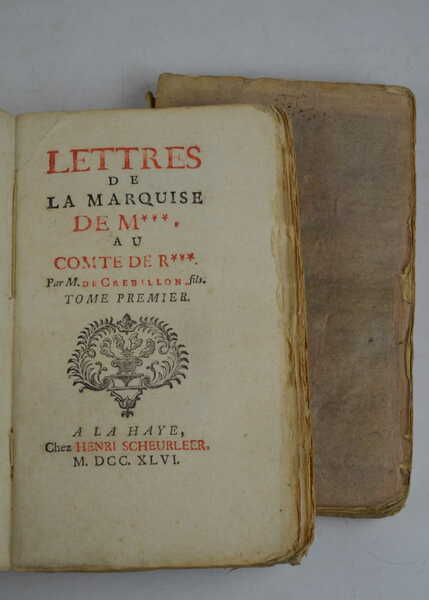 LETTRES
DE
LA MARQUISE
DE M***,
AU
COMTE DE R***.
Par M. DE CREBILLON, fils.
TOME PREMIER.
A LA HAYE,
Chez HENRI SCHEURLEER,
M. DCC. XLVI.